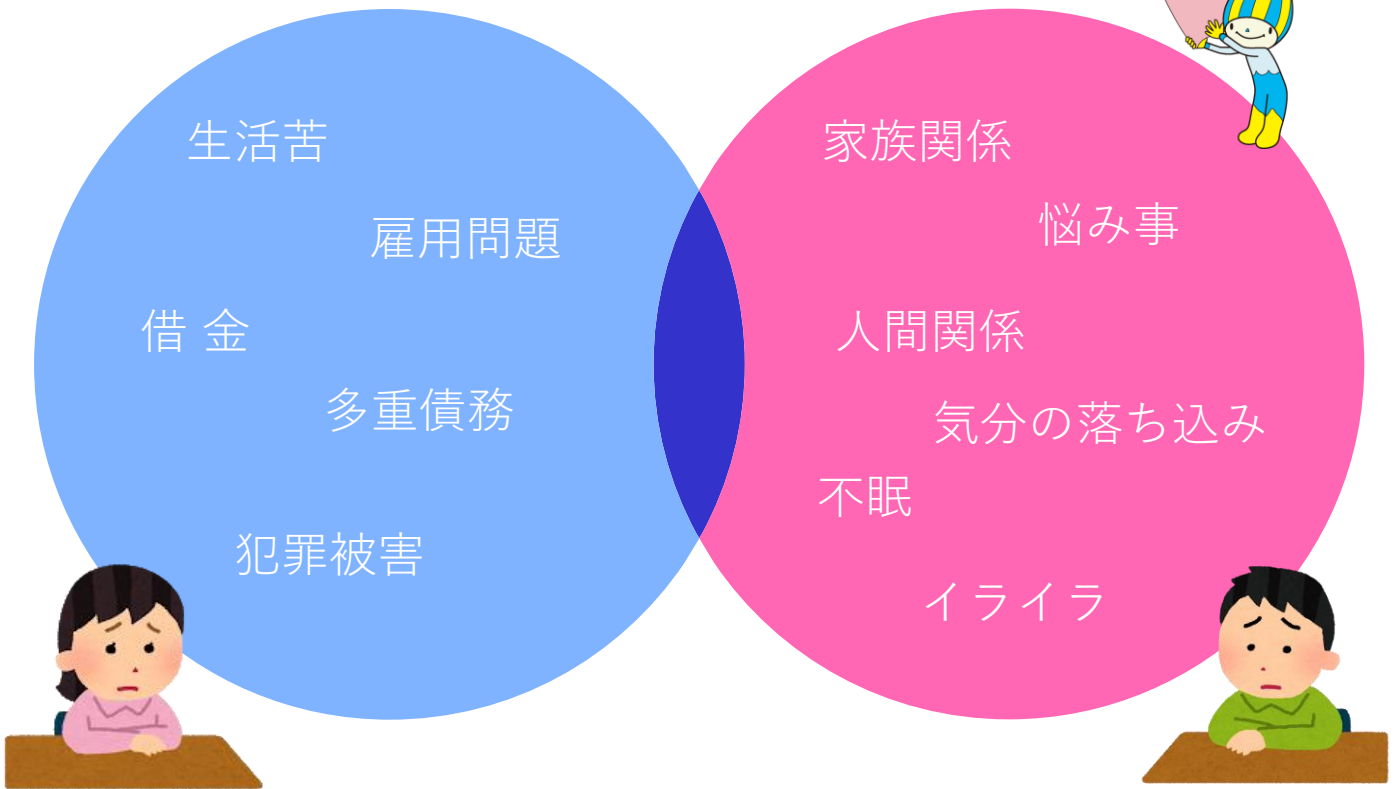 生活苦
雇用問題
借 金
多重債務
犯罪被害
家族関係
悩み事
人間関係
気分の落ち込み
不眠
イライラ